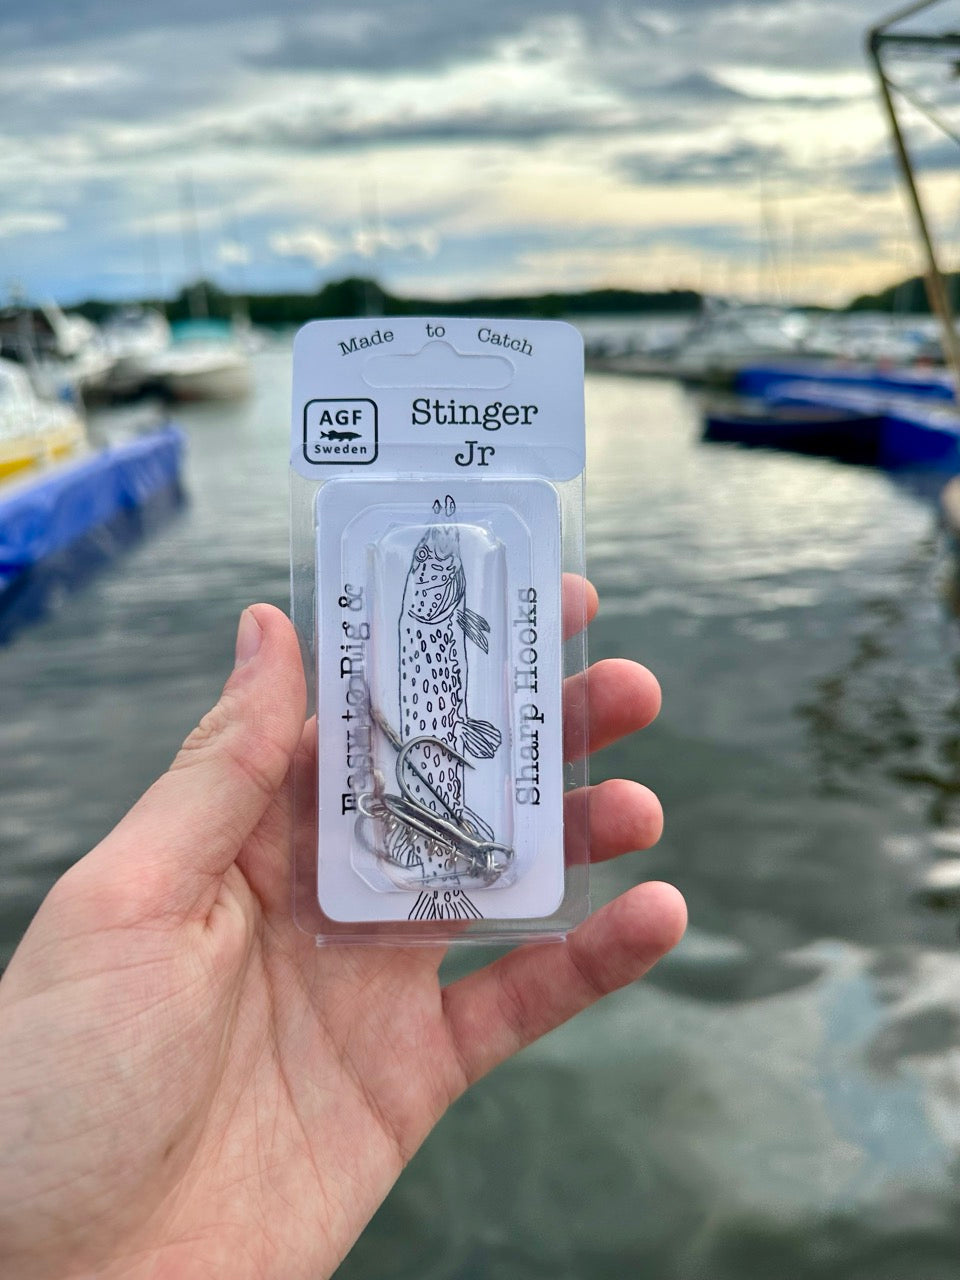 Made to Catch
AGF
Sweden
Stinger
Jr
Easy to Rig &
Sharp Hooks